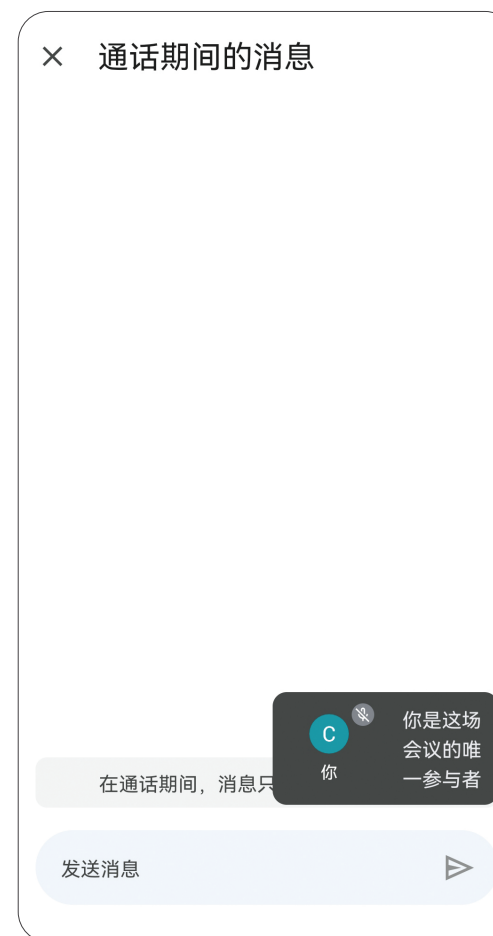 通话期间的消息
C
你
你是这场
会议的唯
一参与者
在通话期间，消息只
发送消息